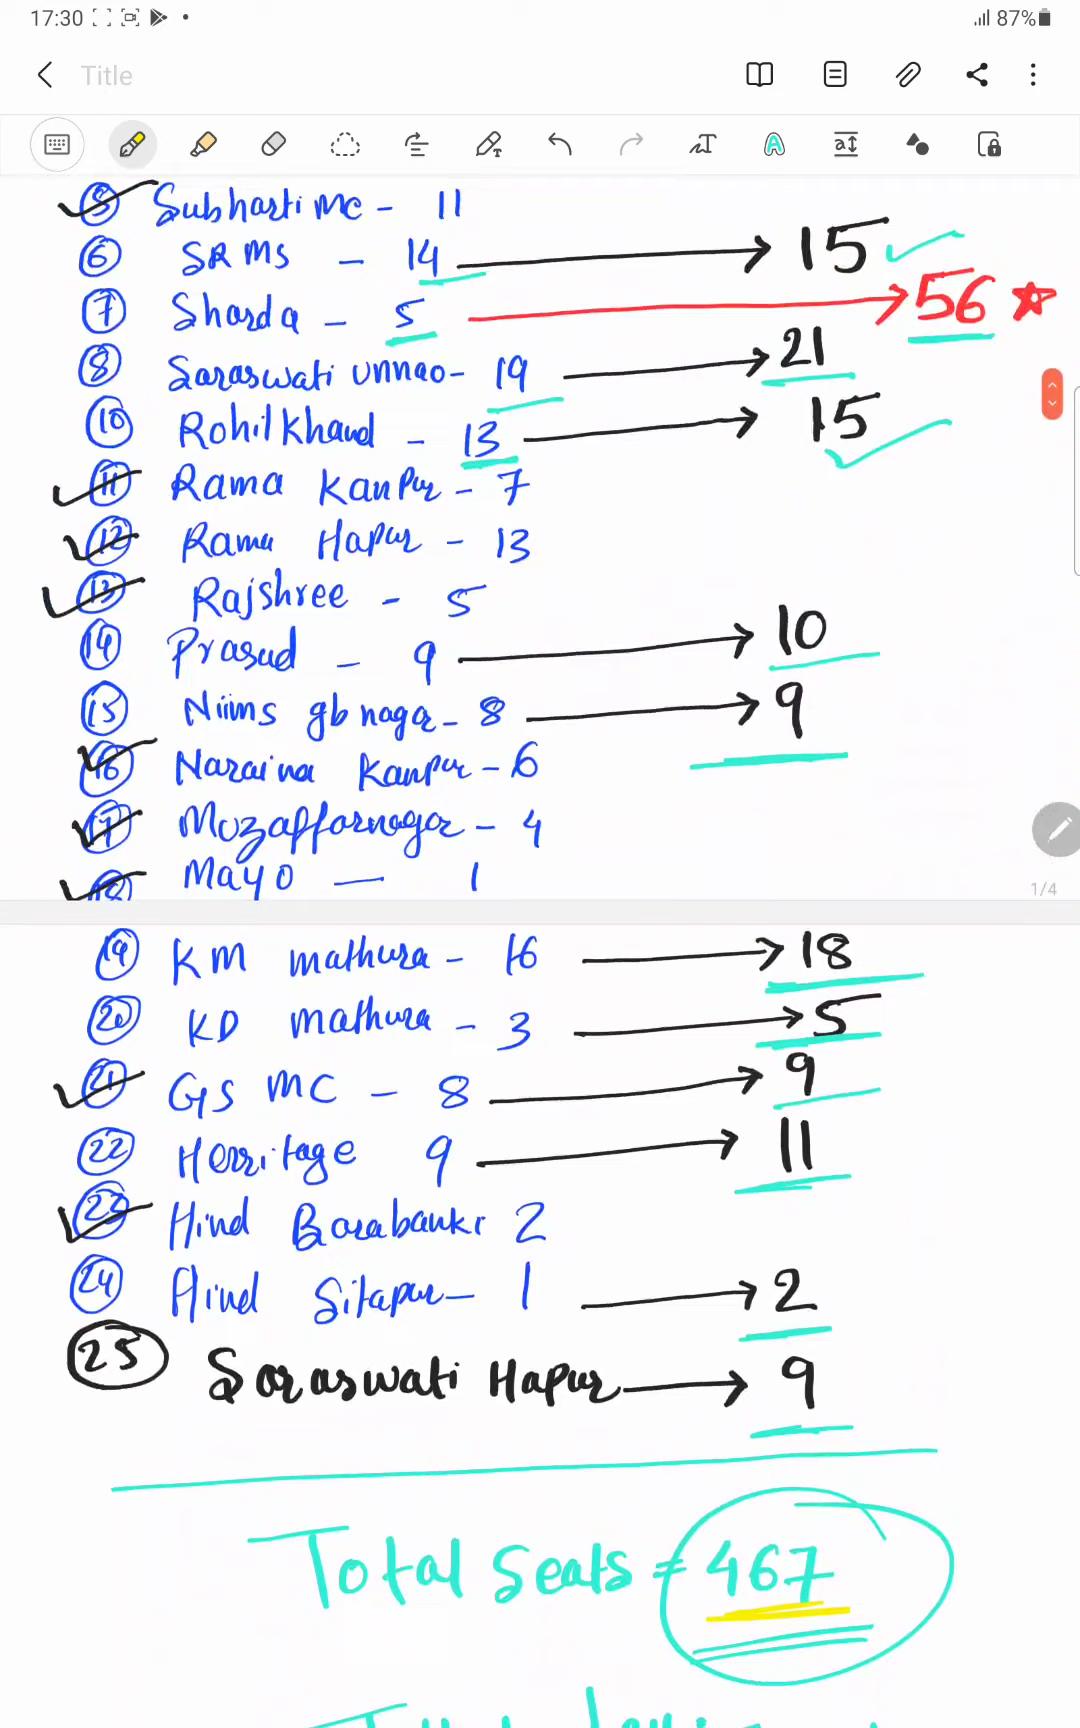 17:30 87%
Title
1/4
5 Subharti MC - 11
6 SRMS - 14 → 15
7 Sharda - 5 → 56
8 Saraswati Unnao - 19 → 21
10 Rohilkhand - 13 → 15
11 Rama Kanpur - 7
12 Rama Hapur - 13
13 Rajshree - 5
14 Prasad - 9 → 10
15 Niims gb nagar - 8 → 9
16 Naraina Kanpur - 6
17 Muzaffarnagar - 4
18 Mayo - 1
19 KM mathura - 16 → 18
20 KD mathura - 3 → 5
21 GS MC - 8 → 9
22 Herritage 9 → 11
23 Hind Barabanki 2
24 Hind Sitapur - 1 → 2
25 Saraswati Hapur → 9
Total Seats = 467